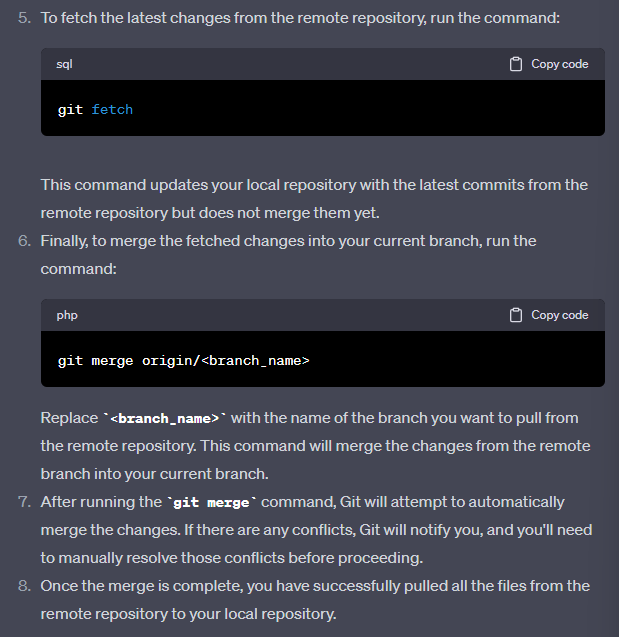 5. To fetch the latest changes from the remote repository, run the command:
sql Copy code
git fetch
This command updates your local repository with the latest commits from the
remote repository but does not merge them yet.
6. Finally, to merge the fetched changes into your current branch, run the
command:
php Copy code
git merge origin/<branch_name>
Replace `<branch_name>` with the name of the branch you want to pull from
the remote repository. This command will merge the changes from the remote
branch into your current branch.
7. After running the `git merge` command, Git will attempt to automatically
merge the changes. If there are any conflicts, Git will notify you, and you'll need
to manually resolve those conflicts before proceeding.
8. Once the merge is complete, you have successfully pulled all the files from the
remote repository to your local repository.